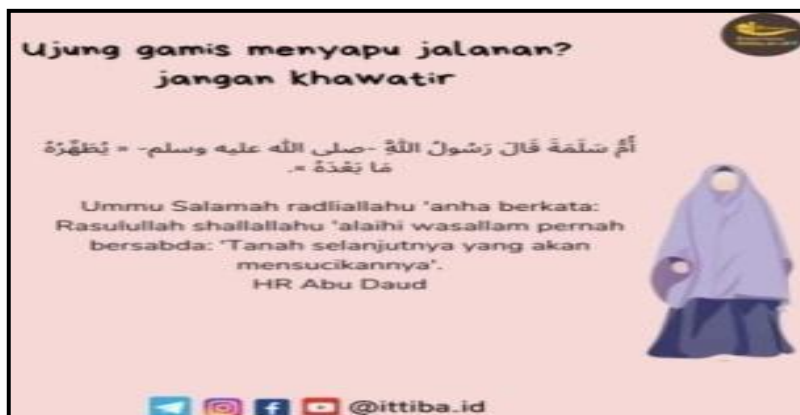 Ujung gamis menyapu jalanan?
jangan khawatir
أُمُّ سَلَمَةَ قَالَ رَسُولُ اللَّهِ -صلى الله عليه وسلم- « يُطَهِّرُهُ
مَا بَعْدَهُ ».
Ummu Salamah radliallahu 'anha berkata:
Rasulullah shallallahu 'alaihi wasallam pernah
bersabda: 'Tanah selanjutnya yang akan
mensucikannya'.
HR Abu Daud
@ittiba.id